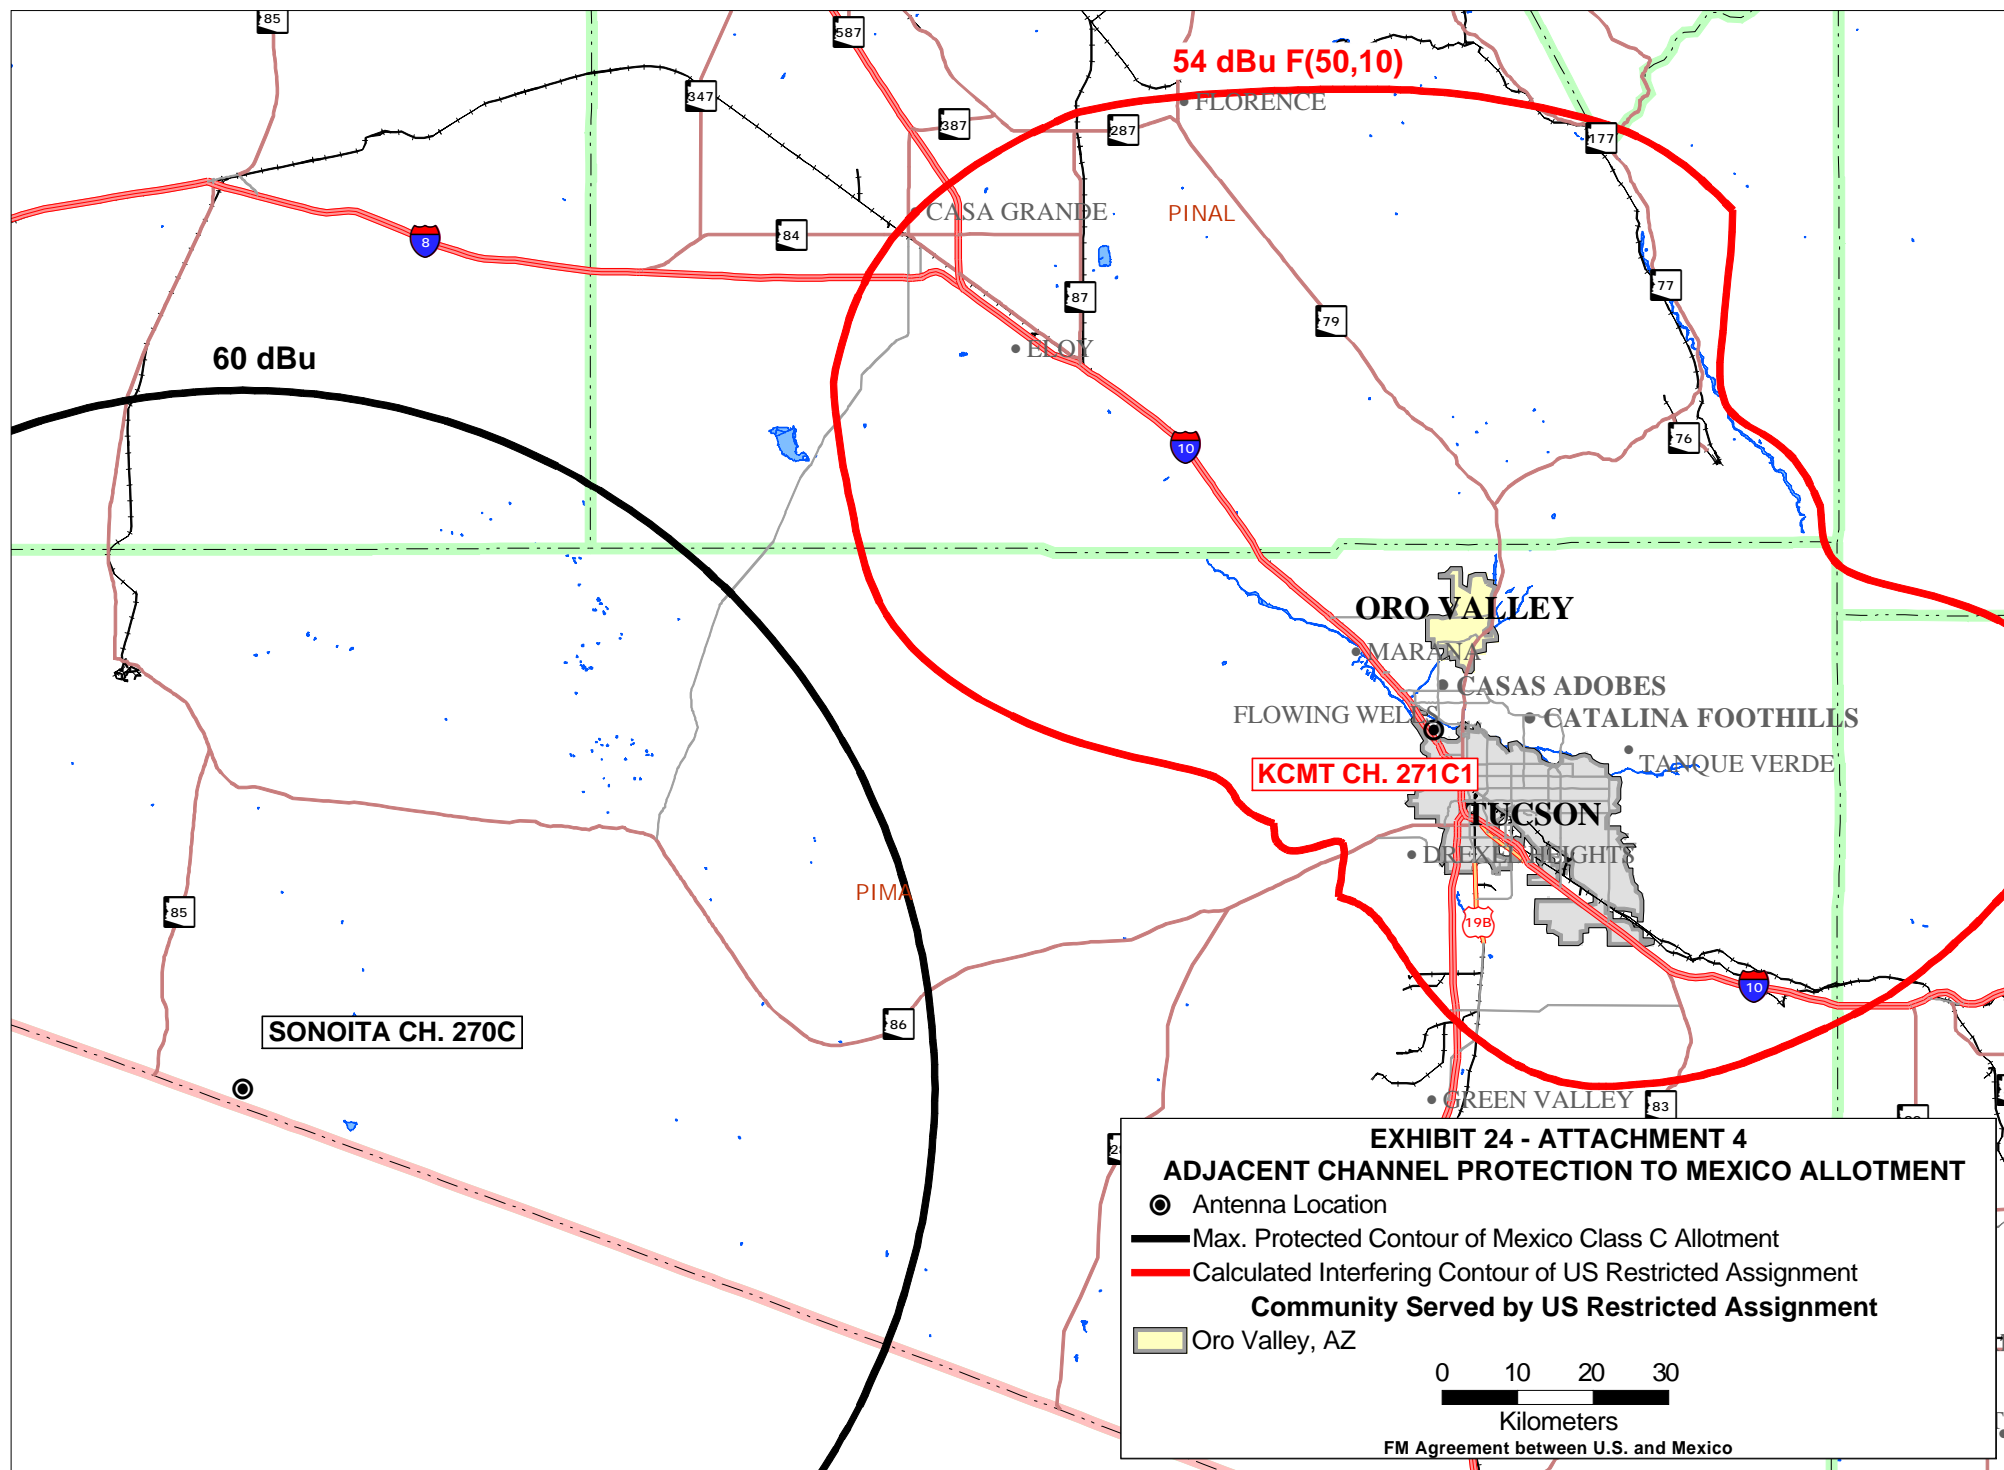 85
587
54 dBu F(50,10)
347
FLORENCE
387
287
177
CASA GRANDE
PINAL
84
8
77
87
79
ELOY
60 dBu
76
10
ORO VALLEY
MARANA
CASAS ADOBES
FLOWING WELLS
CATALINA FOOTHILLS
TANQUE VERDE
KCMT CH. 271C1
TUCSON
DREXEL HEIGHTS
PIMA
85
19B
10
86
SONOITA CH. 270C
GREEN VALLEY
83
EXHIBIT 24 - ATTACHMENT 4
ADJACENT CHANNEL PROTECTION TO MEXICO ALLOTMENT
Antenna Location
Max. Protected Contour of Mexico Class C Allotment
Calculated Interfering Contour of US Restricted Assignment
Community Served by US Restricted Assignment
Oro Valley, AZ
0 10 20 30
Kilometers
FM Agreement between U.S. and Mexico